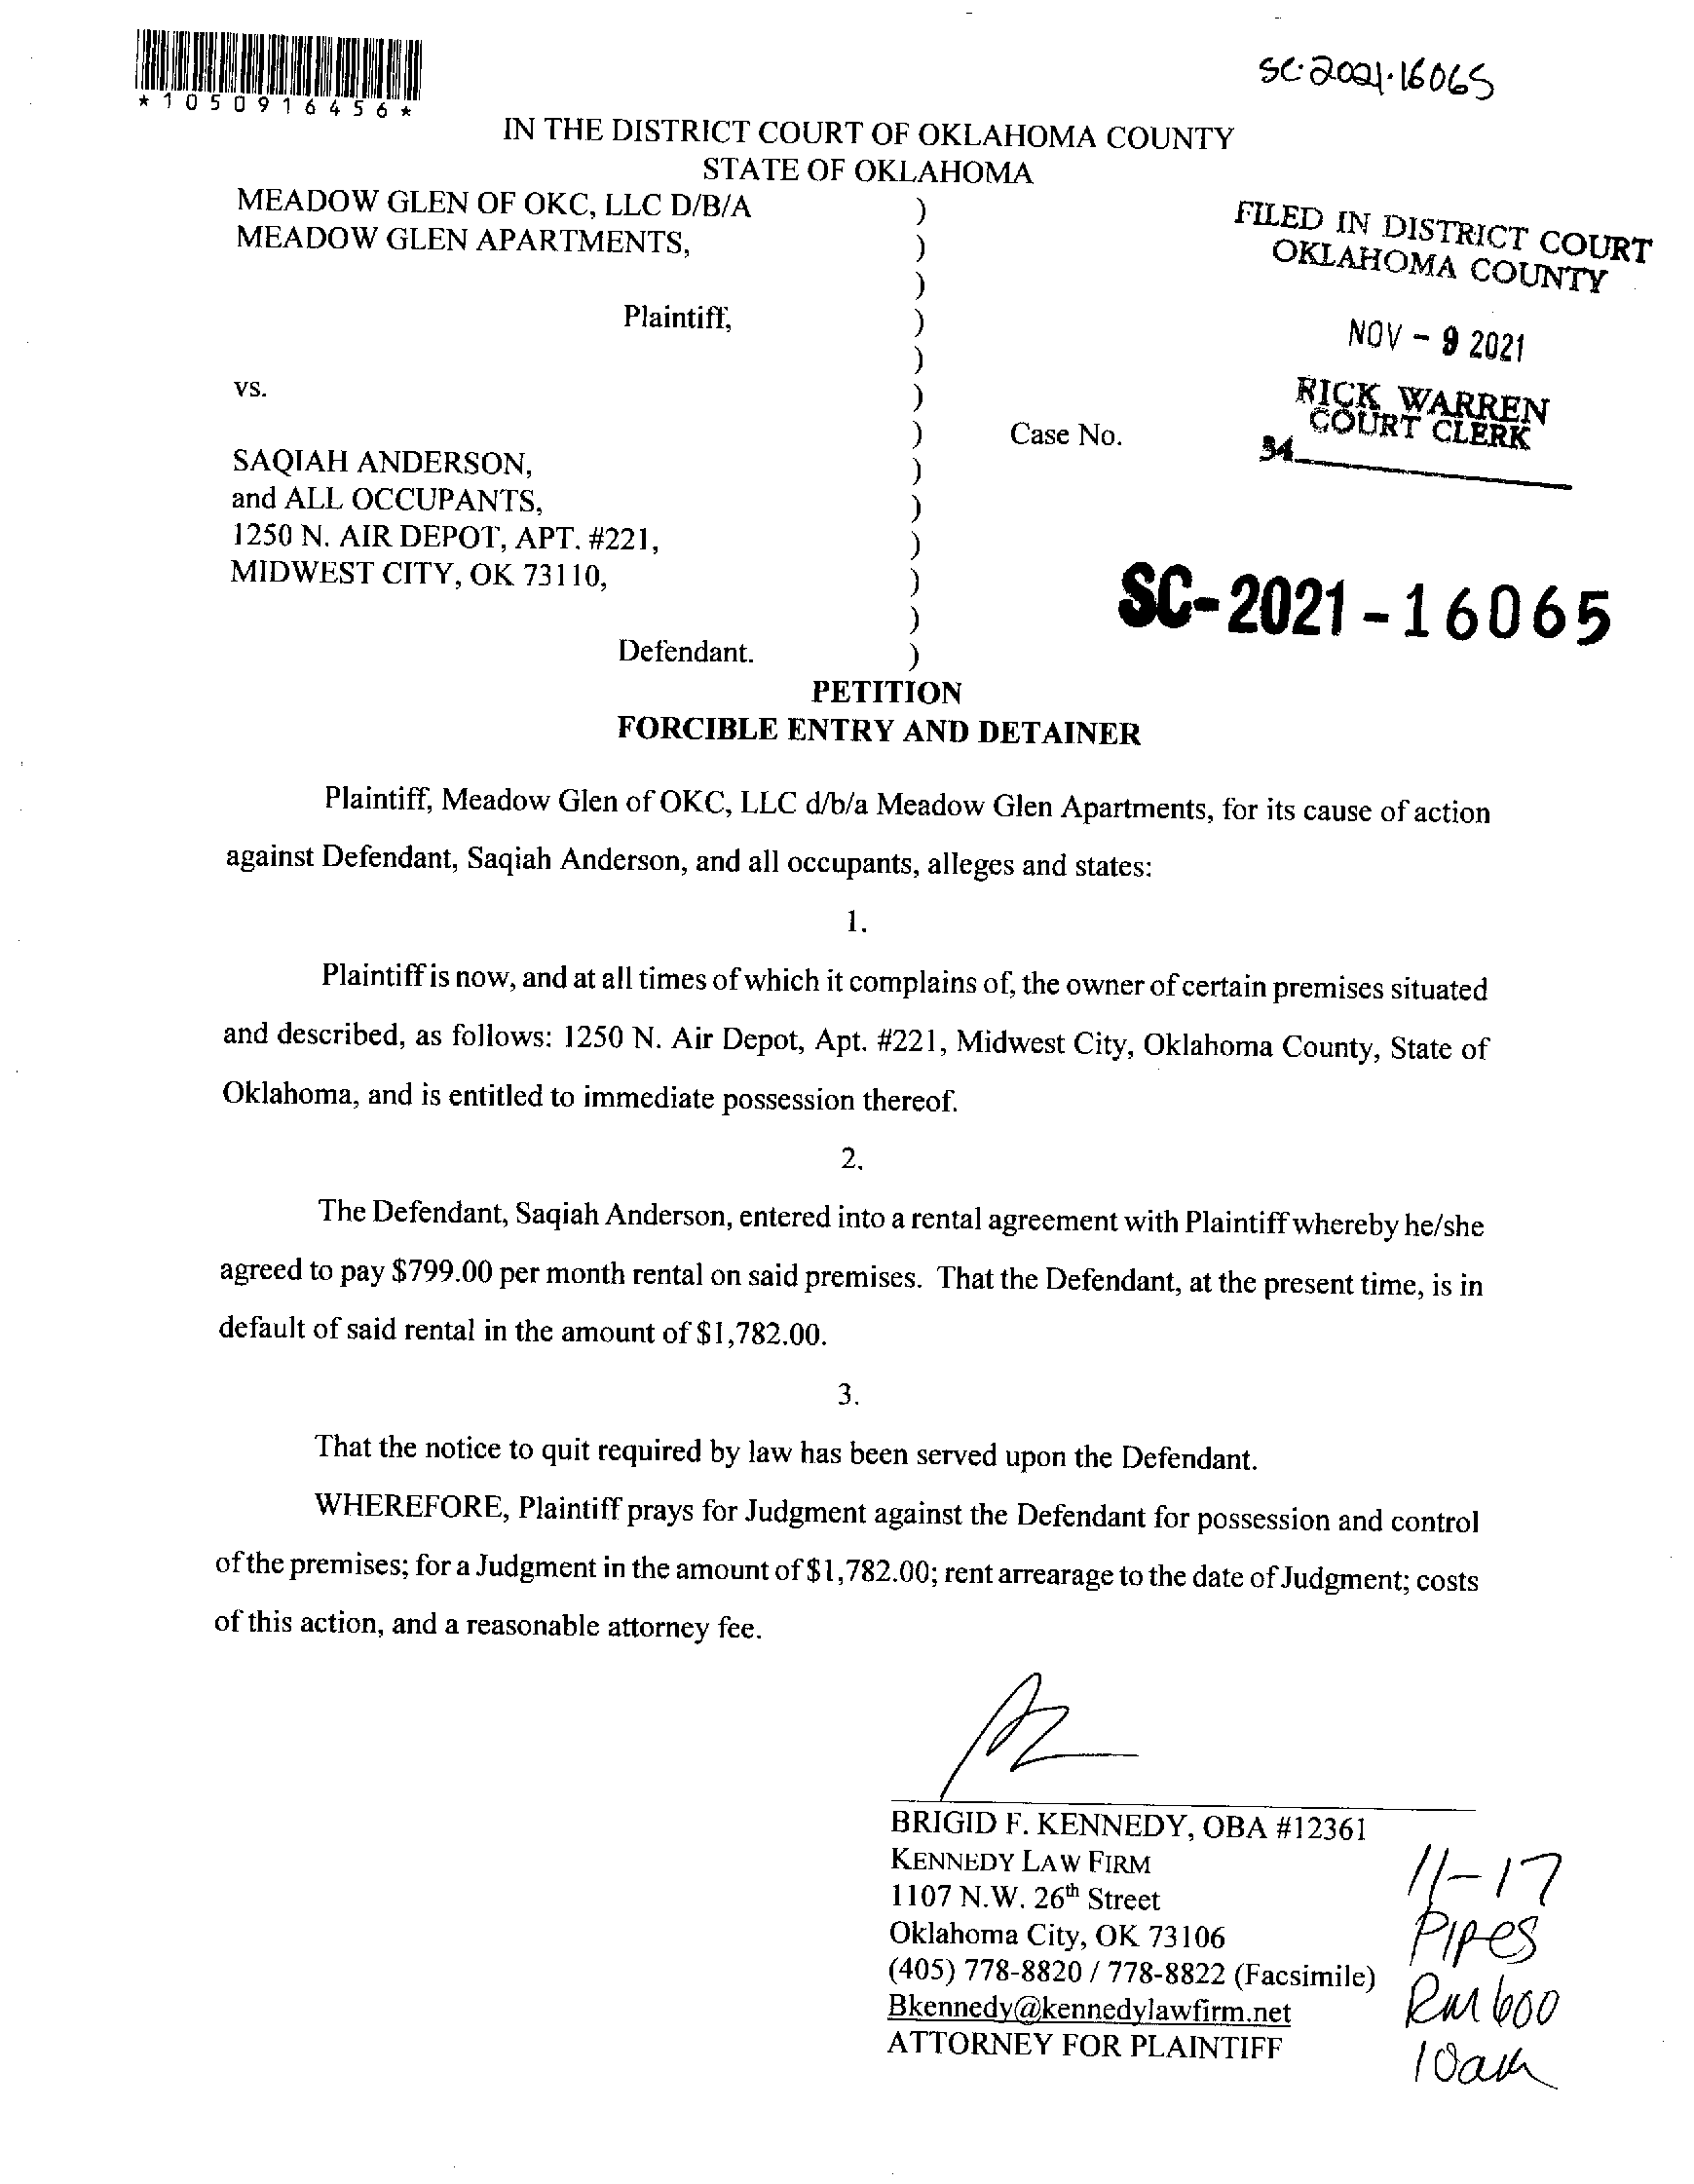 *1050916456*
SC-2021-16065
IN THE DISTRICT COURT OF OKLAHOMA COUNTY
STATE OF OKLAHOMA
MEADOW GLEN OF OKC, LLC D/B/A )
MEADOW GLEN APARTMENTS, )
)
Plaintiff, )
)
vs. )
)
SAQIAH ANDERSON, )
and ALL OCCUPANTS, )
1250 N. AIR DEPOT, APT. #221, )
MIDWEST CITY, OK 73110, )
)
Defendant. )
FILED IN DISTRICT COURT
OKLAHOMA COUNTY
NOV - 9 2021
RICK WARREN
COURT CLERK
34
Case No.
SC-2021-16065
PETITION
FORCIBLE ENTRY AND DETAINER
Plaintiff, Meadow Glen of OKC, LLC d/b/a Meadow Glen Apartments, for its cause of action
against Defendant, Saqiah Anderson, and all occupants, alleges and states:
1.
Plaintiff is now, and at all times of which it complains of, the owner of certain premises situated
and described, as follows: 1250 N. Air Depot, Apt. #221, Midwest City, Oklahoma County, State of
Oklahoma, and is entitled to immediate possession thereof.
2.
The Defendant, Saqiah Anderson, entered into a rental agreement with Plaintiff whereby he/she
agreed to pay $799.00 per month rental on said premises. That the Defendant, at the present time, is in
default of said rental in the amount of $1,782.00.
3.
That the notice to quit required by law has been served upon the Defendant.
WHEREFORE, Plaintiff prays for Judgment against the Defendant for possession and control
of the premises; for a Judgment in the amount of $1,782.00; rent arrearage to the date of Judgment; costs
of this action, and a reasonable attorney fee.
BRIGID F. KENNEDY, OBA #12361
KENNEDY LAW FIRM
1107 N.W. 26th Street
Oklahoma City, OK 73106
(405) 778-8820 / 778-8822 (Facsimile)
Bkennedy@kennedylawfirm.net
ATTORNEY FOR PLAINTIFF
11-17
Pipes
Rm 600
10am